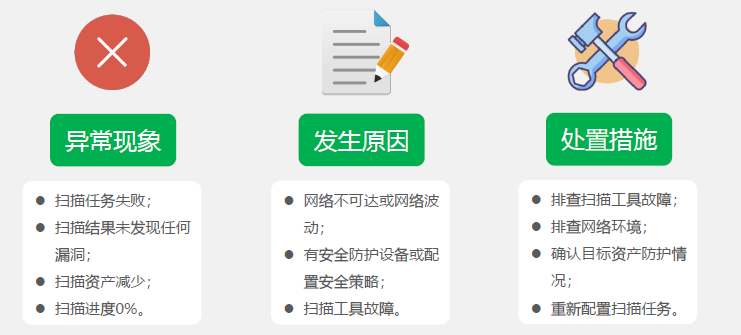 异常现象
扫描任务失败；
扫描结果未发现任何
漏洞；
扫描资产减少；
扫描进度0%。
发生原因
网络不可达或网络波
动；
有安全防护设备或配
置安全策略；
扫描工具故障。
处置措施
排查扫描工具故障；
排查网络环境；
确认目标资产防护情
况；
重新配置扫描任务。